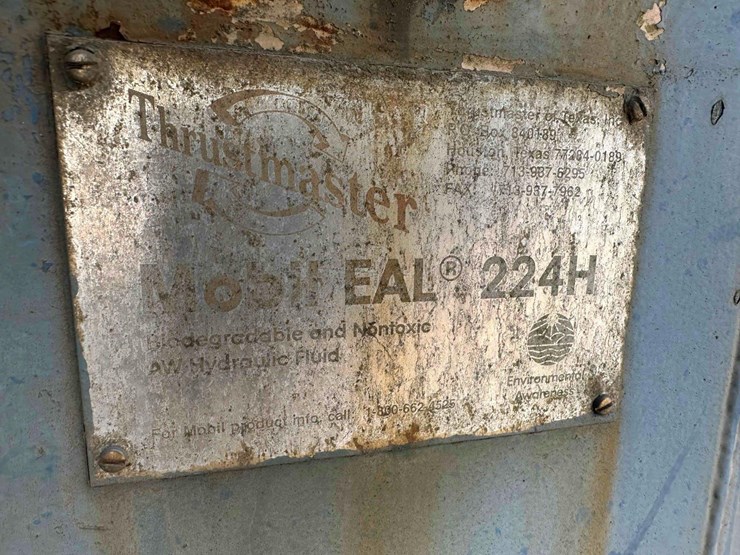 Thrustmaster
Thrustmaster of Texas, Inc
P.O. Box 840189
Houston, Texas 77284-0189
Phone 713-937-6295
FAX 713-937-7962
Mobil EAL® 224H
Biodegradable and Nontoxic
AW Hydraulic Fluid
Environmental
Awareness
For Mobil product info. call 1-800-662-4525